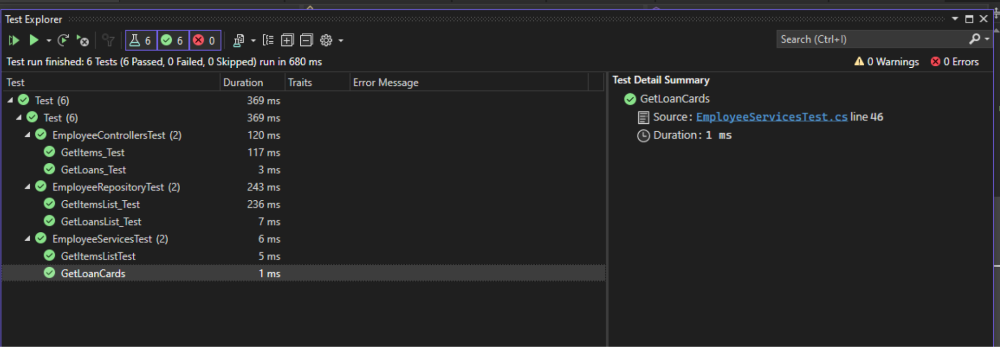 Test Explorer
6 6 0
Search (Ctrl+I)
Test run finished: 6 Tests (6 Passed, 0 Failed, 0 Skipped) run in 680 ms
0 Warnings 0 Errors
Test Duration Traits Error Message
Test (6) 369 ms
Test (6) 369 ms
EmployeeControllersTest (2) 120 ms
GetItems_Test 117 ms
GetLoans_Test 3 ms
EmployeeRepositoryTest (2) 243 ms
GetItemsList_Test 236 ms
GetLoansList_Test 7 ms
EmployeeServicesTest (2) 6 ms
GetItemsListTest 5 ms
GetLoanCards 1 ms
Test Detail Summary
GetLoanCards
Source: EmployeeServicesTest.cs line 46
Duration: 1 ms